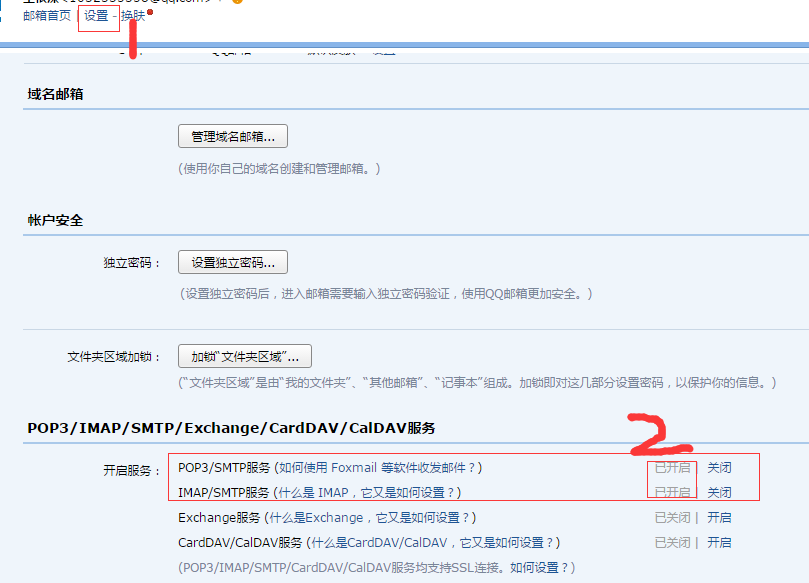 邮箱首页 | 设置 - 换肤
1
域名邮箱
管理域名邮箱...
(使用你自己的域名创建和管理邮箱。)
帐户安全
独立密码： 设置独立密码...
(设置独立密码后，进入邮箱需要输入独立密码验证，使用QQ邮箱更加安全。)
文件夹区域加锁： 加锁“文件夹区域”...
(“文件夹区域”是由“我的文件夹”、“其他邮箱”、“记事本”组成。加锁即对这几部分设置密码，以保护你的信息。)
POP3/IMAP/SMTP/Exchange/CardDAV/CalDAV服务
2
开启服务： POP3/SMTP服务 (如何使用 Foxmail 等软件收发邮件？) 已开启 | 关闭
IMAP/SMTP服务 (什么是 IMAP，它又是如何设置？) 已开启 | 关闭
Exchange服务 (什么是Exchange，它又是如何设置？) 已关闭 | 开启
CardDAV/CalDAV服务 (什么是CardDAV/CalDAV，它又是如何设置？) 已关闭 | 开启
(POP3/IMAP/SMTP/CardDAV/CalDAV服务均支持SSL连接。如何设置？)